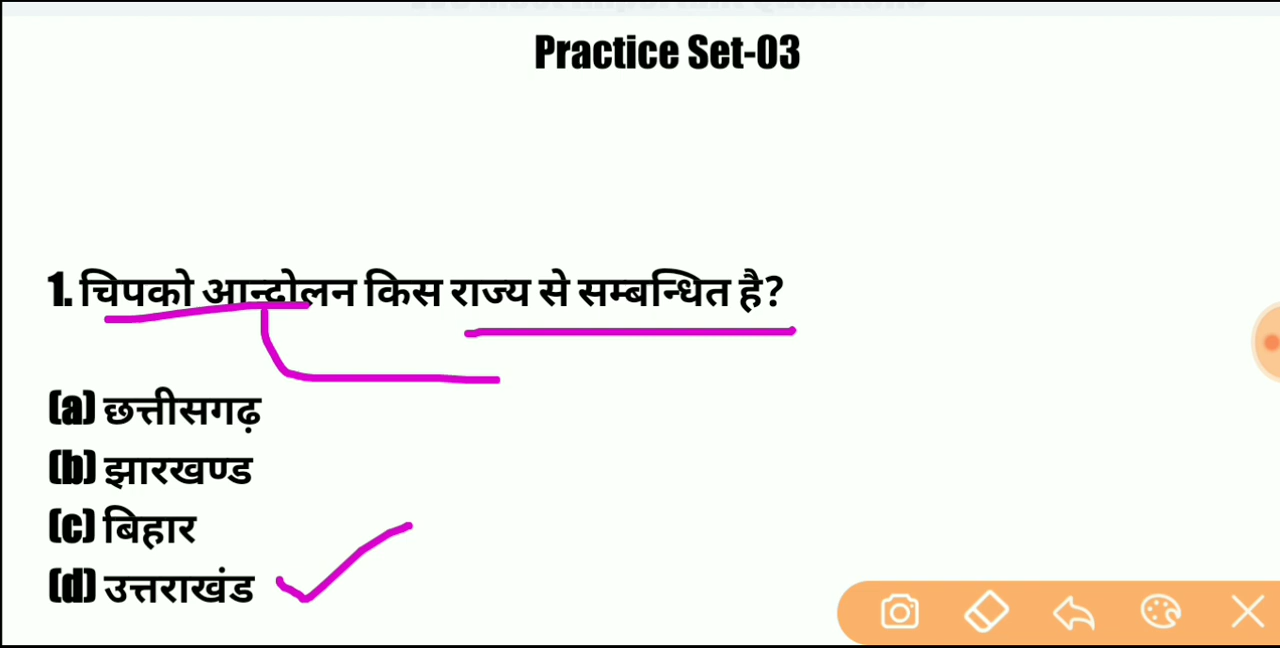 Practice Set-03
1. चिपको आन्दोलन किस राज्य से सम्बन्धित है?
(a) छत्तीसगढ़
(b) झारखण्ड
(c) बिहार
(d) उत्तराखंड